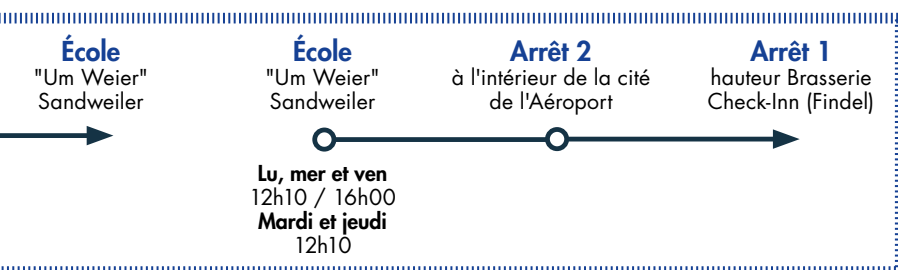 École
"Um Weier"
Sandweiler
École
"Um Weier"
Sandweiler
Lu, mer et ven
12h10 / 16h00
Mardi et jeudi
12h10
Arrêt 2
à l'intérieur de la cité
de l'Aéroport
Arrêt 1
hauteur Brasserie
Check-Inn (Findel)